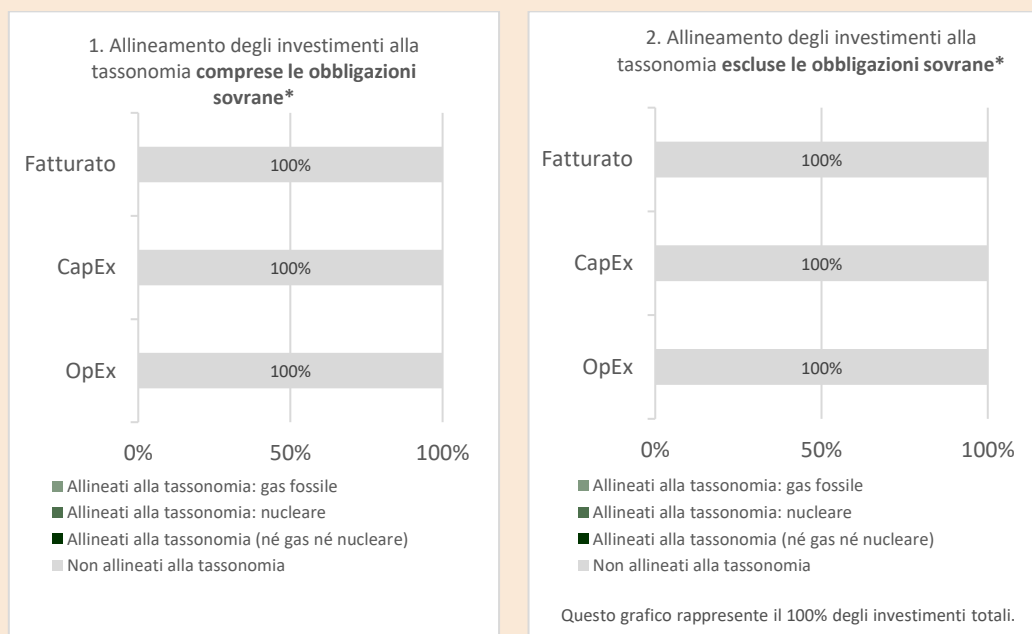 1. Allineamento degli investimenti alla
tassonomia comprese le obbligazioni
sovrane*
Fatturato
100%
CapEx
100%
OpEx
100%
0%
50%
100%
Allineati alla tassonomia: gas fossile
Allineati alla tassonomia: nucleare
Allineati alla tassonomia (né gas né nucleare)
Non allineati alla tassonomia
2. Allineamento degli investimenti alla
tassonomia escluse le obbligazioni sovrane*
Fatturato
100%
CapEx
100%
OpEx
100%
0%
50%
100%
Allineati alla tassonomia: gas fossile
Allineati alla tassonomia: nucleare
Allineati alla tassonomia (né gas né nucleare)
Non allineati alla tassonomia
Questo grafico rappresente il 100% degli investimenti totali.